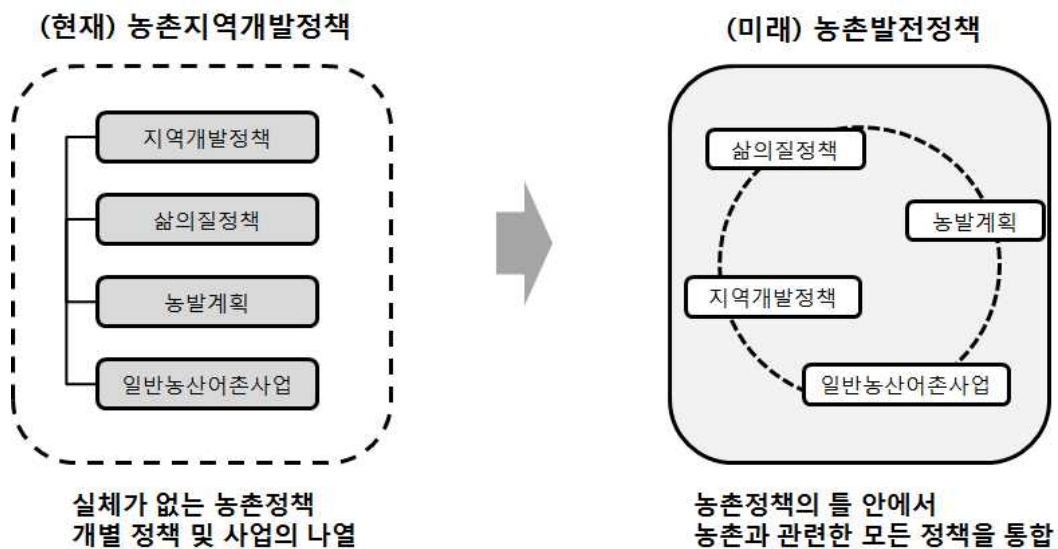 (현재) 농촌지역개발정책
지역개발정책
삶의질정책
농발계획
일반농산어촌사업
실체가 없는 농촌정책
개별 정책 및 사업의 나열
(미래) 농촌발전정책
삶의질정책
농발계획
지역개발정책
일반농산어촌사업
농촌정책의 틀 안에서
농촌과 관련한 모든 정책을 통합